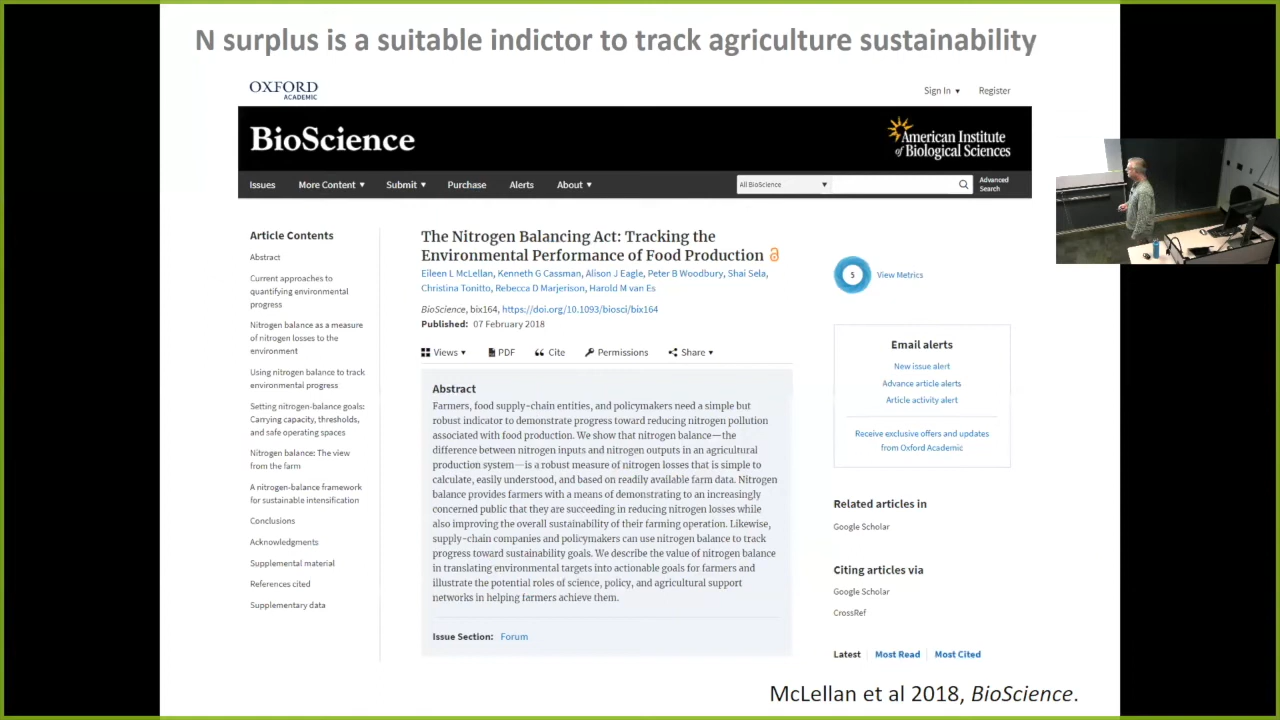 N surplus is a suitable indictor to track agriculture sustainability
OXFORD
ACADEMIC
Sign In
Register
BioScience
American Institute
of Biological Sciences
Issues
More Content
Submit
Purchase
Alerts
About
All BioScience
Advanced
Search
Article Contents
Abstract
Current approaches to
quantifying environmental
progress
Nitrogen balance as a measure
of nitrogen losses to the
environment
Using nitrogen balance to track
environmental progress
Setting nitrogen-balance goals:
Carrying capacity, thresholds,
and safe operating spaces
Nitrogen balance: The view
from the farm
A nitrogen-balance framework
for sustainable intensification
Conclusions
Acknowledgments
Supplemental material
References cited
Supplementary data
The Nitrogen Balancing Act: Tracking the
Environmental Performance of Food Production
Eileen L McLellan, Kenneth G Cassman, Alison J Eagle, Peter B Woodbury, Shai Sela,
Christina Tonitto, Rebecca D Marjerison, Harold M van Es
BioScience, bix164, https://doi.org/10.1093/biosci/bix164
Published: 07 February 2018
Views
PDF
Cite
Permissions
Share
Abstract
Farmers, food supply-chain entities, and policymakers need a simple but
robust indicator to demonstrate progress toward reducing nitrogen pollution
associated with food production. We show that nitrogen balance—the
difference between nitrogen inputs and nitrogen outputs in an agricultural
production system—is a robust measure of nitrogen losses that is simple to
calculate, easily understood, and based on readily available farm data. Nitrogen
balance provides farmers with a means of demonstrating to an increasingly
concerned public that they are succeeding in reducing nitrogen losses while
also improving the overall sustainability of their farming operation. Likewise,
supply-chain companies and policymakers can use nitrogen balance to track
progress toward sustainability goals. We describe the value of nitrogen balance
in translating environmental targets into actionable goals for farmers and
illustrate the potential roles of science, policy, and agricultural support
networks in helping farmers achieve them.
Issue Section: Forum
5
View Metrics
Email alerts
New issue alert
Advance article alerts
Article activity alert
Receive exclusive offers and updates
from Oxford Academic
Related articles in
Google Scholar
Citing articles via
Google Scholar
CrossRef
Latest
Most Read
Most Cited
McLellan et al 2018, BioScience.